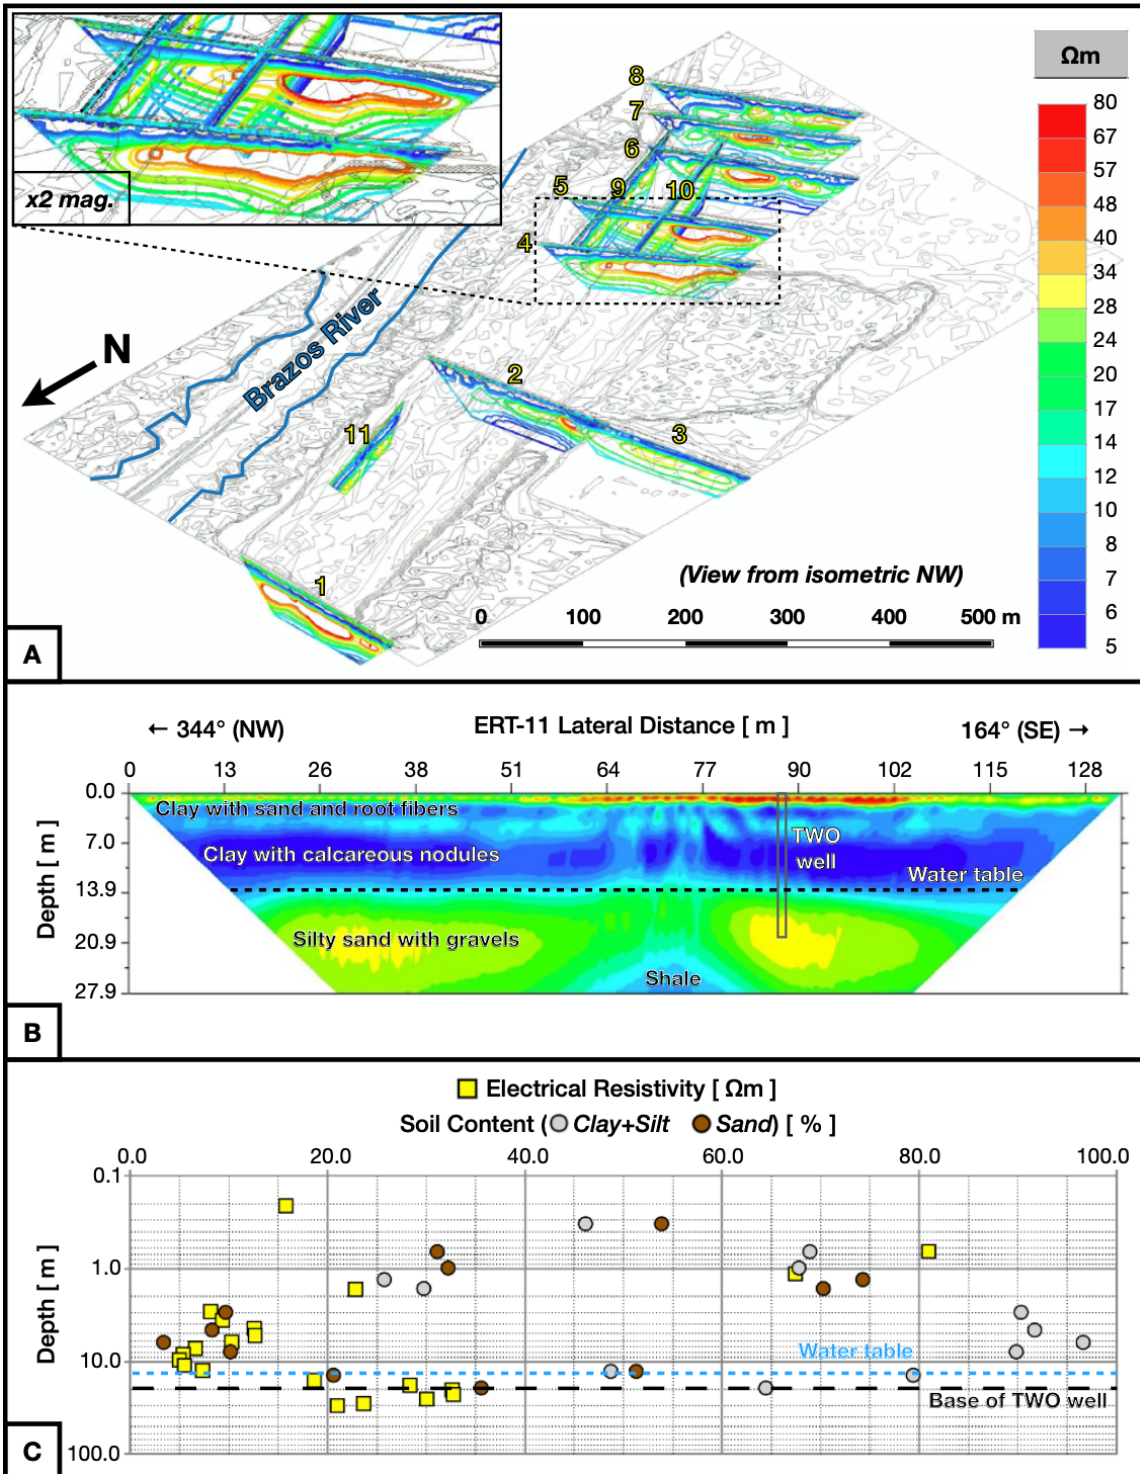 x2 mag.
Ωm
80
67
57
48
40
34
28
24
20
17
14
12
10
8
7
6
5
8
7
6
5
9
10
4
N
Brazos River
2
11
3
1
(View from isometric NW)
0 100 200 300 400 500 m
A
← 344° (NW) ERT-11 Lateral Distance [ m ] 164° (SE) →
0 13 26 38 51 64 77 90 102 115 128
Depth [ m ]
0.0
7.0
13.9
20.9
27.9
Clay with sand and root fibers
TWO
well
Clay with calcareous nodules
Water table
Silty sand with gravels
Shale
B
Electrical Resistivity [ Ωm ]
Soil Content ( Clay+Silt Sand) [ % ]
0.0 20.0 40.0 60.0 80.0 100.0
Depth [ m ]
0.1
1.0
10.0
100.0
Water table
Base of TWO well
C